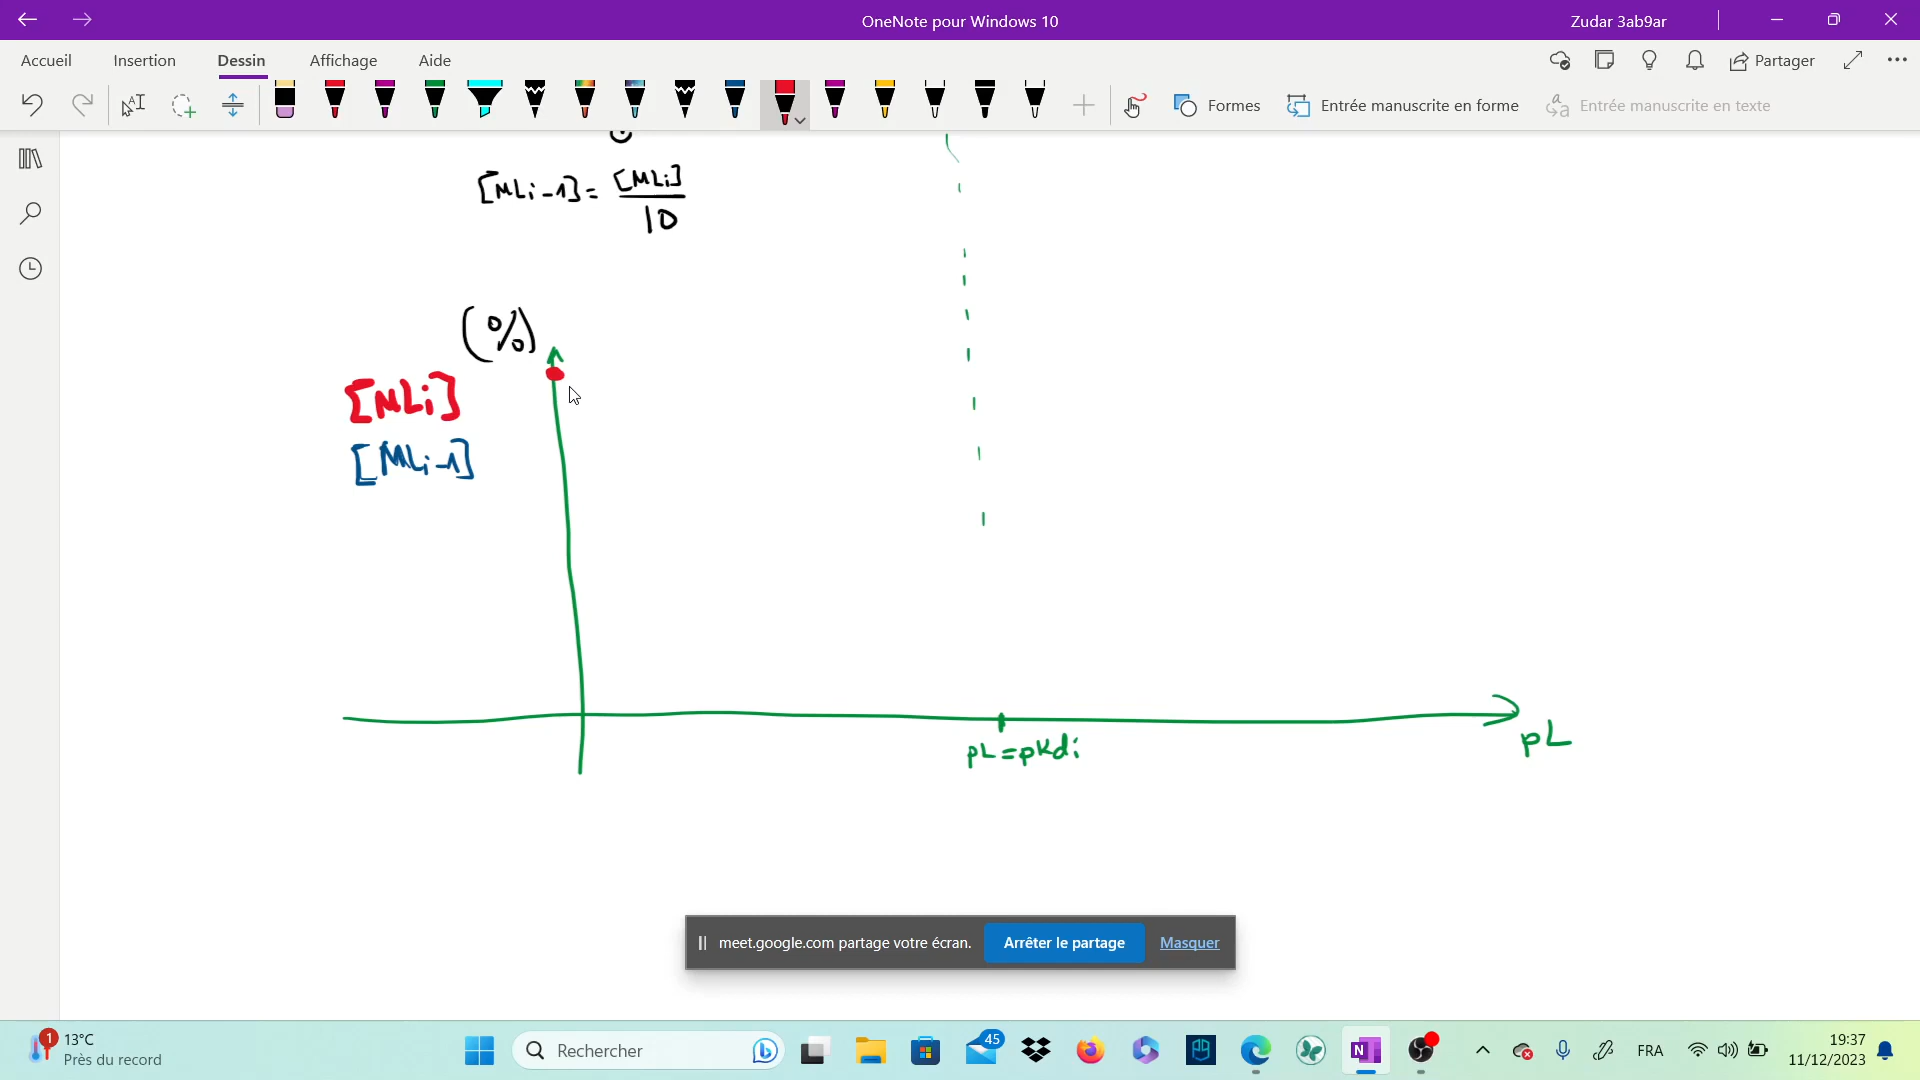 OneNote pour Windows 10
Zudar 3ab9ar
Accueil Insertion Dessin Affichage Aide
Partager
Formes
Entrée manuscrite en forme
Entrée manuscrite en texte
[MLi-1] = [MLi] / 10
(%)
[MLi]
[MLi-1]
pL
pL = pKdi
meet.google.com partage votre écran.
Arrêter le partage
Masquer
1
13°C
Près du record
Rechercher
45
FRA
19:37
11/12/2023